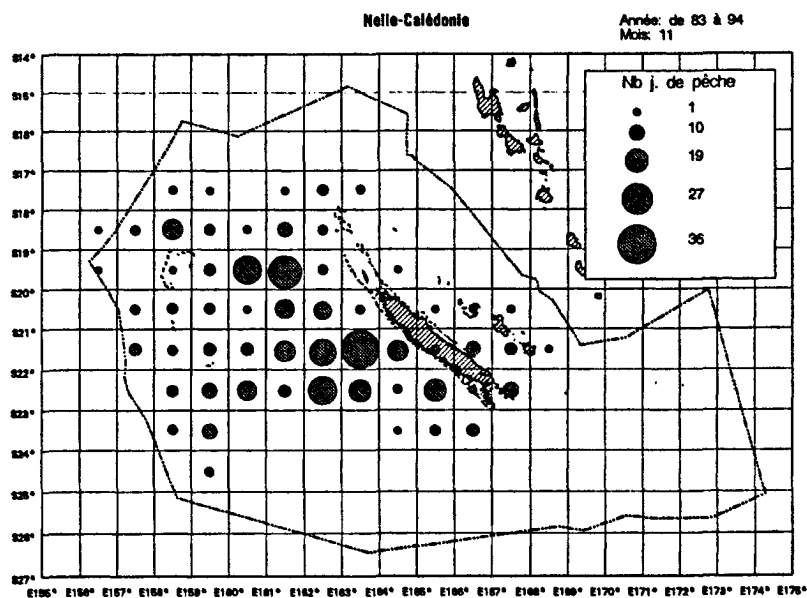 Nelle-Calédonie
Année: de 83 à 94
Mois: 11
Nb j. de pêche
1
10
19
27
36
S14°
S15°
S16°
S17°
S18°
S19°
S20°
S21°
S22°
S23°
S24°
S25°
S26°
S27°
E155° E156° E157° E158° E159° E160° E161° E162° E163° E164° E165° E166° E167° E168° E169° E170° E171° E172° E173° E174° E175°